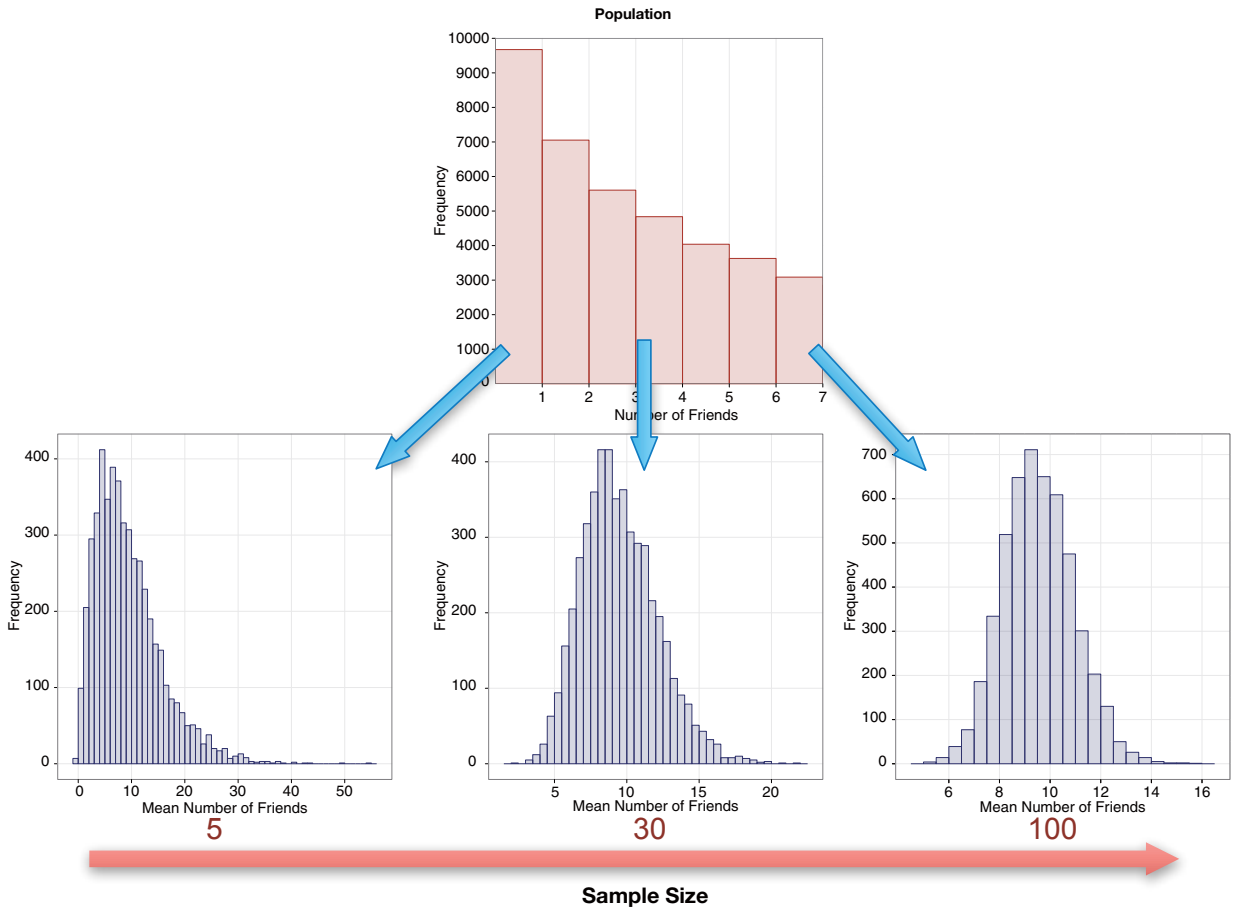 Population
10000
9000
8000
7000
6000
5000
4000
3000
2000
1000
0
Frequency
1 2 3 4 5 6 7
Number of Friends
400
300
200
100
0
Frequency
0 10 20 30 40 50
Mean Number of Friends
5
400
300
200
100
0
5 10 15 20
Mean Number of Friends
30
700
600
500
400
300
200
100
0
Frequency
6 8 10 12 14 16
Mean Number of Friends
100
Frequency
Sample Size